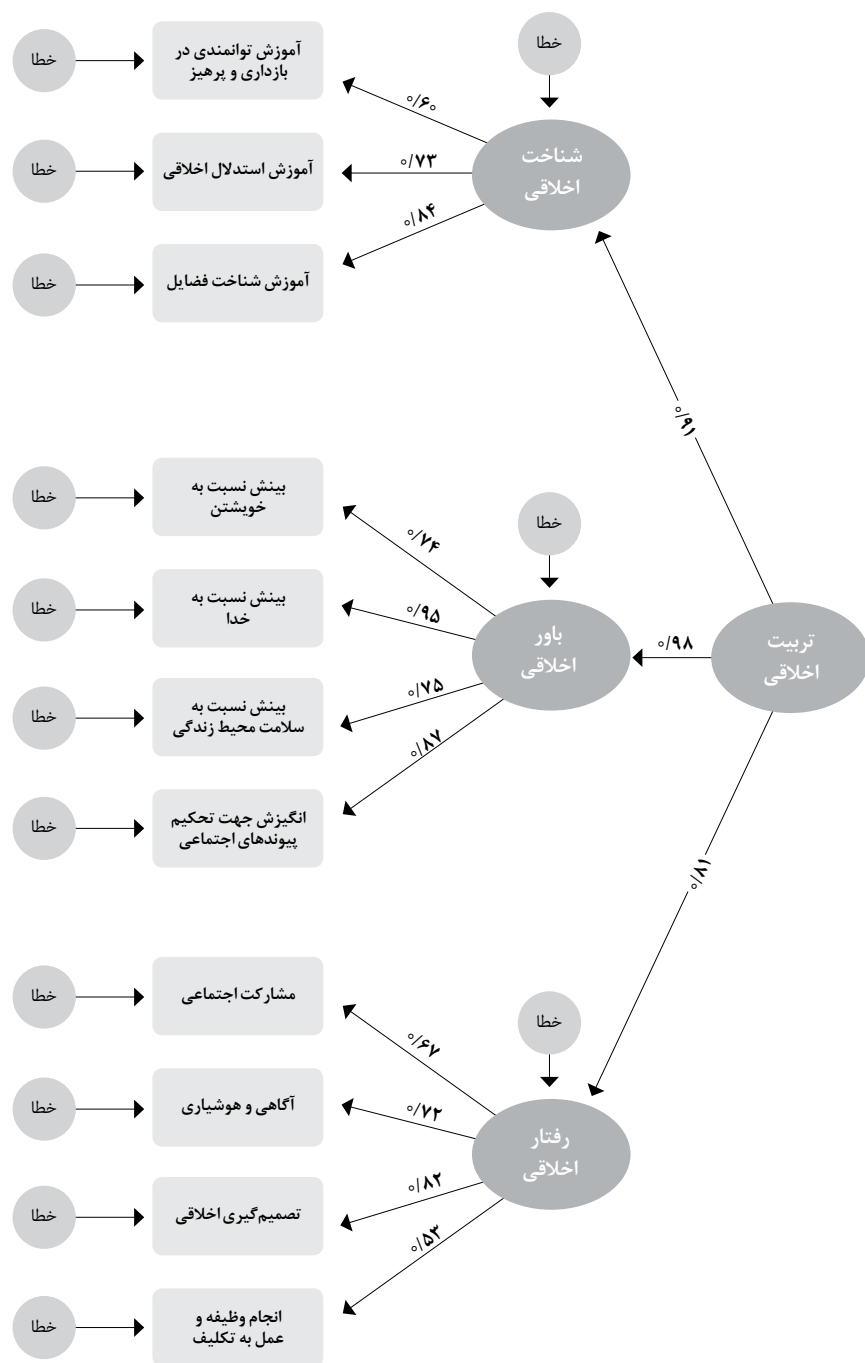 خطا
آموزش توانمندی در
بازداری و پرهیز
خطا
۰/۶۰
شناخت
اخلاقی
خطا
آموزش استدلال اخلاقی
۰/۷۳
۰/۸۴
خطا
آموزش شناخت فضایل
۰/۹۱
خطا
بینش نسبت به
خویشتن
خطا
۰/۷۴
خطا
بینش نسبت به
خدا
۰/۹۵
باور
اخلاقی
۰/۹۸
تربیت
اخلاقی
۰/۷۵
خطا
بینش نسبت به
سلامت محیط زندگی
۰/۸۷
خطا
انگیزش جهت تحکیم
پیوندهای اجتماعی
۰/۸۱
خطا
مشارکت اجتماعی
خطا
۰/۶۷
خطا
آگاهی و هوشیاری
۰/۷۲
رفتار
اخلاقی
۰/۸۲
خطا
تصمیم‌گیری اخلاقی
۰/۵۳
خطا
انجام وظیفه و
عمل به تکلیف